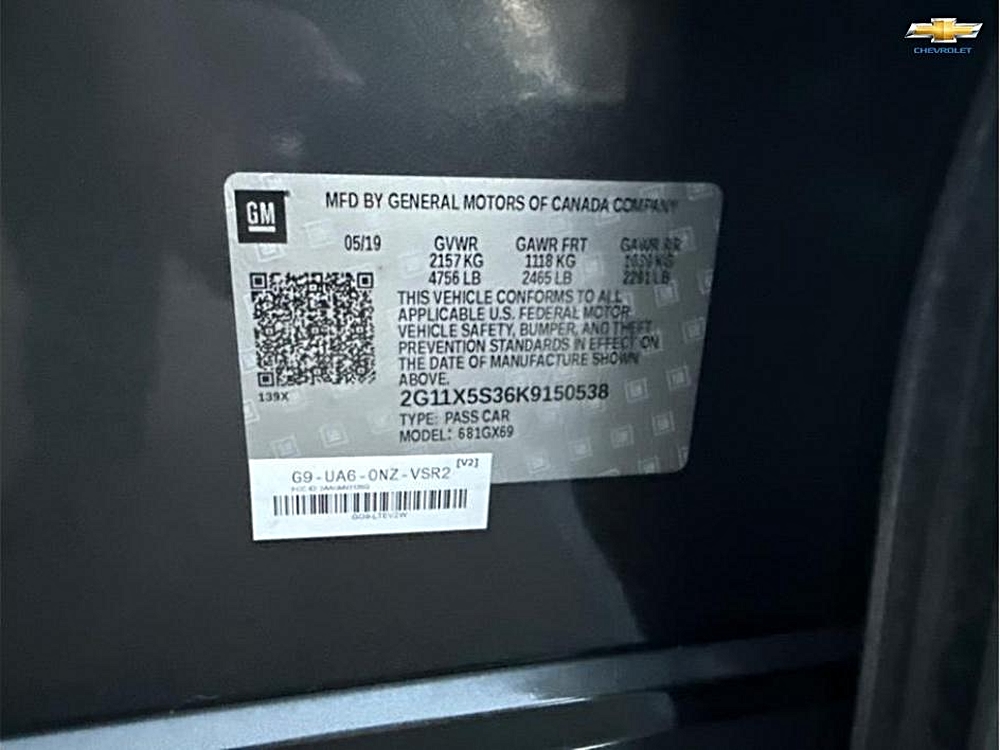 CHEVROLET
GM
MFD BY GENERAL MOTORS OF CANADA COMPANY
05/19 GVWR GAWR FRT GAWR RR
2157 KG 1118 KG
4756 LB 2465 LB 2281 LB
THIS VEHICLE CONFORMS TO ALL
APPLICABLE U.S. FEDERAL MOTOR
VEHICLE SAFETY, BUMPER, AND THEFT
PREVENTION STANDARDS IN EFFECT ON
THE DATE OF MANUFACTURE SHOWN
ABOVE.
139X
2G11X5S36K9150538
TYPE: PASS CAR
MODEL: 681GX69
G9-UA6-0NZ-VSR2 [V2]
FCC ID: